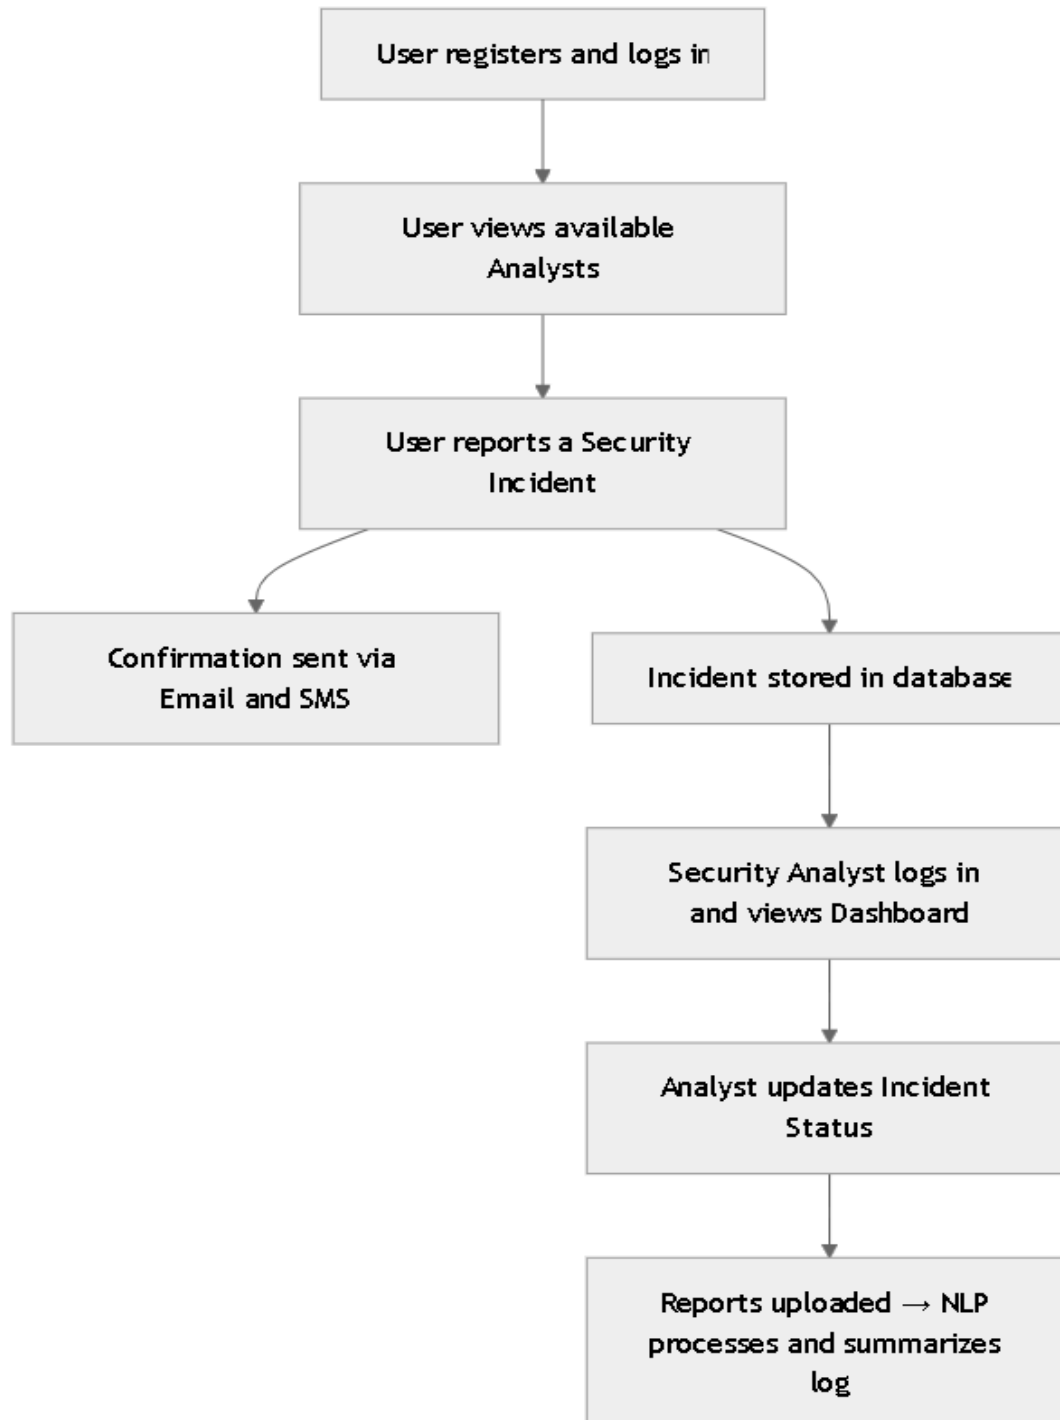 User registers and logs in
User views available
Analysts
User reports a Security
Incident
Confirmation sent via
Email and SMS
Incident stored in database
Security Analyst logs in
and views Dashboard
Analyst updates Incident
Status
Reports uploaded → NLP
processes and summarizes
log